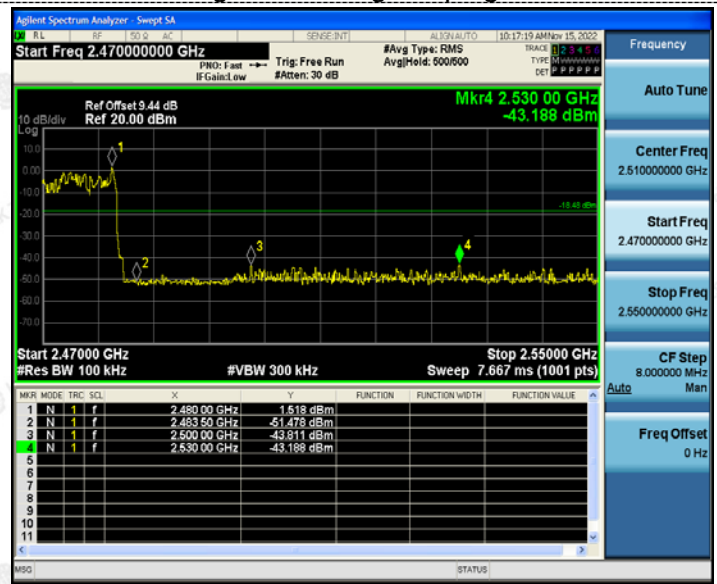 Agilent Spectrum Analyzer - Swept SA
RL RF 50 Ω AC SENSE:INT ALIGNAUTO 10:17:19 AM Nov 15, 2022
Start Freq 2.470000000 GHz
PNO: Fast
IFGain:Low
Trig: Free Run
#Atten: 30 dB
#Avg Type: RMS
Avg|Hold: 500/500
TRACE 1 2 3 4 5 6
TYPE M W W W W W
DET P P P P P P
Ref Offset 9.44 dB
10 dB/div Ref 20.00 dBm
Log
Mkr4 2.530 00 GHz
-43.188 dBm
10.0
0.00
-10.0
-20.0
-30.0
-40.0
-50.0
-60.0
-70.0
1
2
3
4
-18.48 dBm
Start 2.47000 GHz Stop 2.55000 GHz
#Res BW 100 kHz #VBW 300 kHz Sweep 7.667 ms (1001 pts)
MKR MODE TRC SCL X Y FUNCTION FUNCTION WIDTH FUNCTION VALUE
1 N 1 f 2.480 00 GHz 1.518 dBm
2 N 1 f 2.483 50 GHz -51.478 dBm
3 N 1 f 2.500 00 GHz -43.811 dBm
4 N 1 f 2.530 00 GHz -43.188 dBm
5
6
7
8
9
10
11
MSG STATUS
Frequency
Auto Tune
Center Freq
2.510000000 GHz
Start Freq
2.470000000 GHz
Stop Freq
2.550000000 GHz
CF Step
8.000000 MHz
Auto Man
Freq Offset
0 Hz